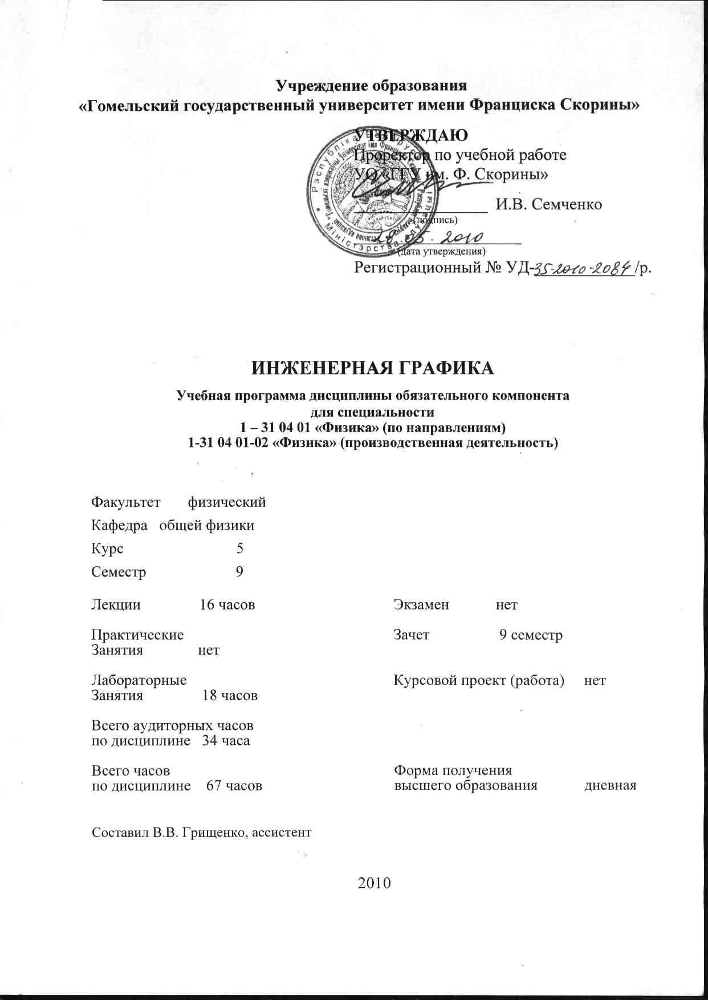 Учреждение образования
«Гомельский государственный университет имени Франциска Скорины»
УТВЕРЖДАЮ
Проректор по учебной работе
УО «ГГУ им. Ф. Скорины»
И.В. Семченко
(подпись)
28.05.2010
(дата утверждения)
Регистрационный № УД-35-2010-2084/р.
ИНЖЕНЕРНАЯ ГРАФИКА
Учебная программа дисциплины обязательного компонента
для специальности
1 – 31 04 01 «Физика» (по направлениям)
1-31 04 01-02 «Физика» (производственная деятельность)
Факультет физический
Кафедра общей физики
Курс 5
Семестр 9
Лекции 16 часов Экзамен нет
Практические Зачет 9 семестр
Занятия нет
Лабораторные Курсовой проект (работа) нет
Занятия 18 часов
Всего аудиторных часов
по дисциплине 34 часа
Всего часов Форма получения
по дисциплине 67 часов высшего образования дневная
Составил В.В. Грищенко, ассистент
2010